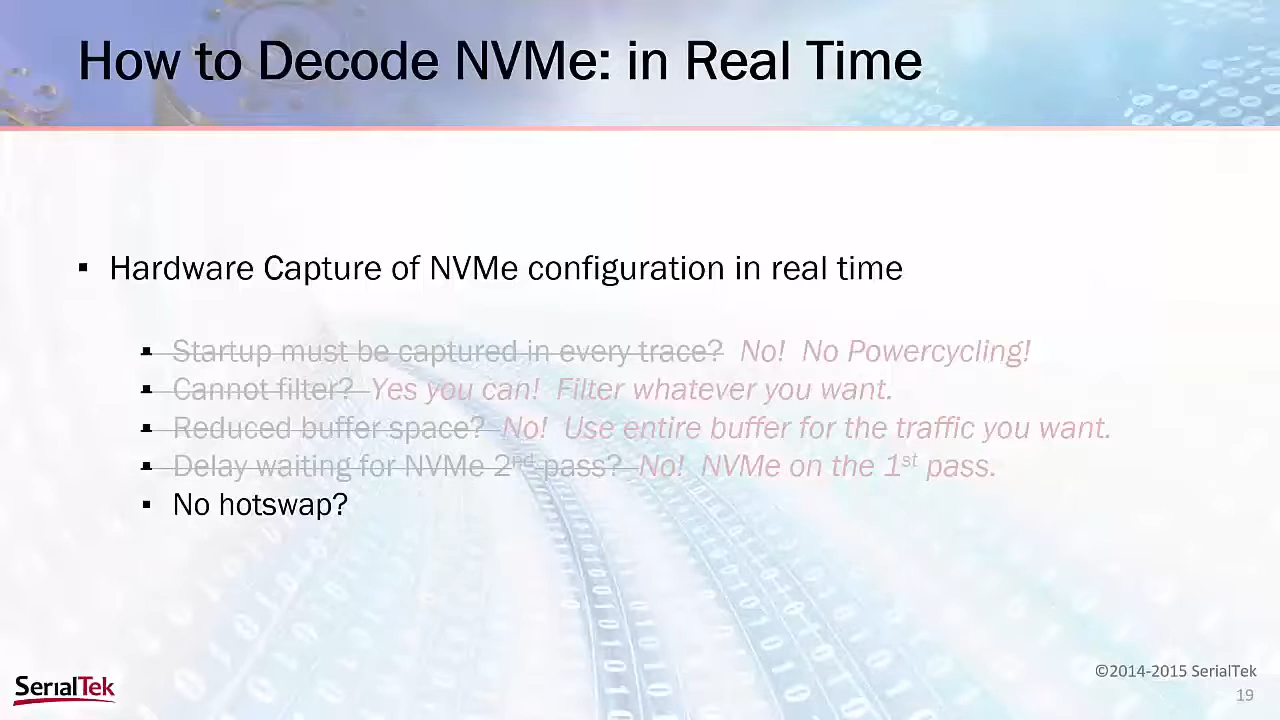 How to Decode NVMe: in Real Time
▪ Hardware Capture of NVMe configuration in real time
▪ Startup must be captured in every trace? No! No Powercycling!
▪ Cannot filter? Yes you can! Filter whatever you want.
▪ Reduced buffer space? No! Use entire buffer for the traffic you want.
▪ Delay waiting for NVMe 2nd pass? No! NVMe on the 1st pass.
▪ No hotswap?
©2014-2015 SerialTek
SerialTek
19